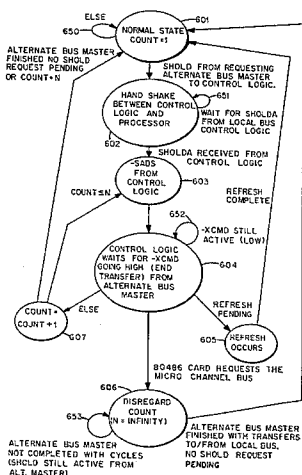 ELSE
601
650
NORMAL STATE
COUNT=1
ALTERNATE BUS MASTER
FINISHED NO SHOLD
REQUEST PENDING
OR COUNT=N
SHOLD FROM REQUESTING
ALTERNATE BUS MASTER
TO CONTROL LOGIC.
HAND SHAKE
BETWEEN CONTROL
LOGIC AND
PROCESSOR
651
WAIT FOR SHOLDA
FROM LOCAL BUS
CONTROL LOGIC
602
SHOLDA RECEIVED FROM
CONTROL LOGIC
-SADS
FROM
CONTROL
LOGIC
603
COUNT≤N
REFRESH
COMPLETE
652
-XCMD STILL
ACTIVE (LOW)
CONTROL LOGIC
WAITS FOR -XCMD
GOING HIGH (END
TRANSFER) FROM
ALTERNATE BUS
MASTER
604
ELSE
REFRESH
PENDING
COUNT=
COUNT+1
607
605
REFRESH
OCCURS
80486 CARD REQUESTS THE
MICRO CHANNEL BUS
606
DISREGARD
COUNT
(N = INFINITY)
653
ALTERNATE BUS MASTER
NOT COMPLETED WITH CYCLES
(SHOLD STILL ACTIVE FROM
ALT. MASTER)
ALTERNATE BUS MASTER
FINISHED WITH TRANSFERS
TO/FROM LOCAL BUS.
NO SHOLD REQUEST
PENDING